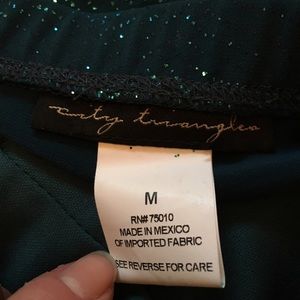 city triangles
M
RN# 75010
MADE IN MEXICO
OF IMPORTED FABRIC
SEE REVERSE FOR CARE